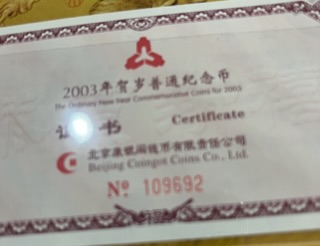 2003年贺岁普通纪念币
The Ordinary New Year Commemorative Coins for 2003
证书 Certificate
北京康银阁钱币有限责任公司
Beijing Coingot Coins Co., Ltd.
Nº 109692